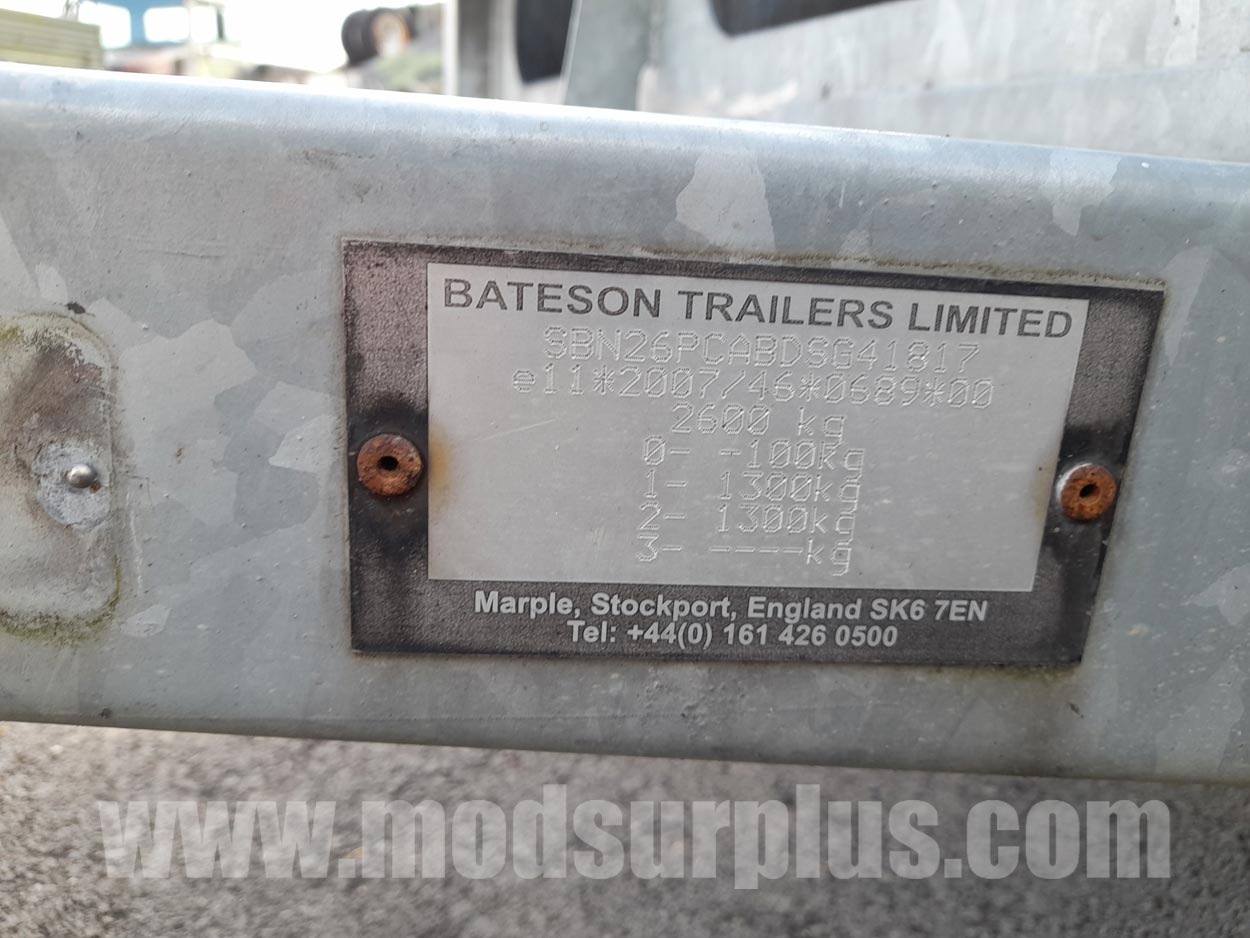 BATESON TRAILERS LIMITED
SBN26PCABDSG41817
e11*2007/46*0689*00
2600 kg
0- -100kg
1- 1300kg
2- 1300kg
3- ----kg
Marple, Stockport, England SK6 7EN
Tel: +44(0) 161 426 0500
www.modsurplus.com